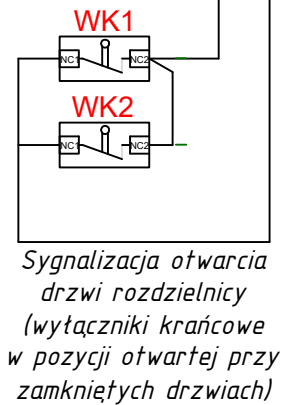 WK1
NC1 NC2
WK2
NC1 NC2
Sygnalizacja otwarcia
drzwi rozdzielnicy
(wyłączniki krańcowe
w pozycji otwartej przy
zamkniętych drzwiach)